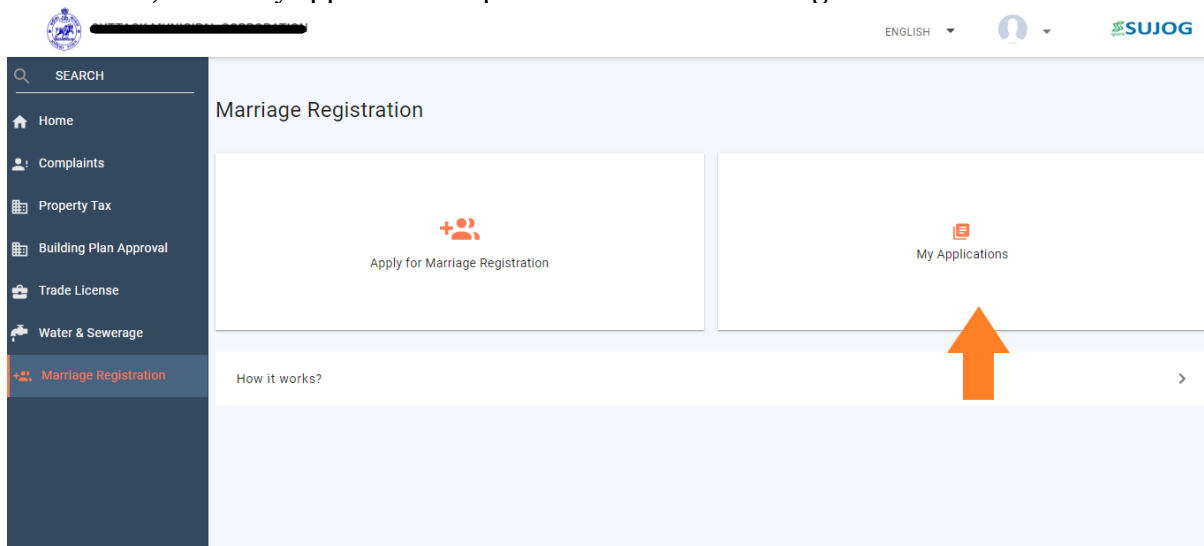 ENGLISH
SUJOG
SEARCH
Home
Complaints
Property Tax
Building Plan Approval
Trade License
Water & Sewerage
Marriage Registration
Marriage Registration
Apply for Marriage Registration
My Applications
How it works?